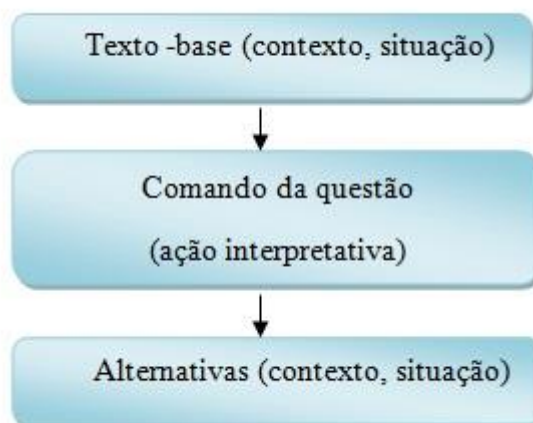 Texto -base (contexto, situação)
Comando da questão
(ação interpretativa)
Alternativas (contexto, situação)